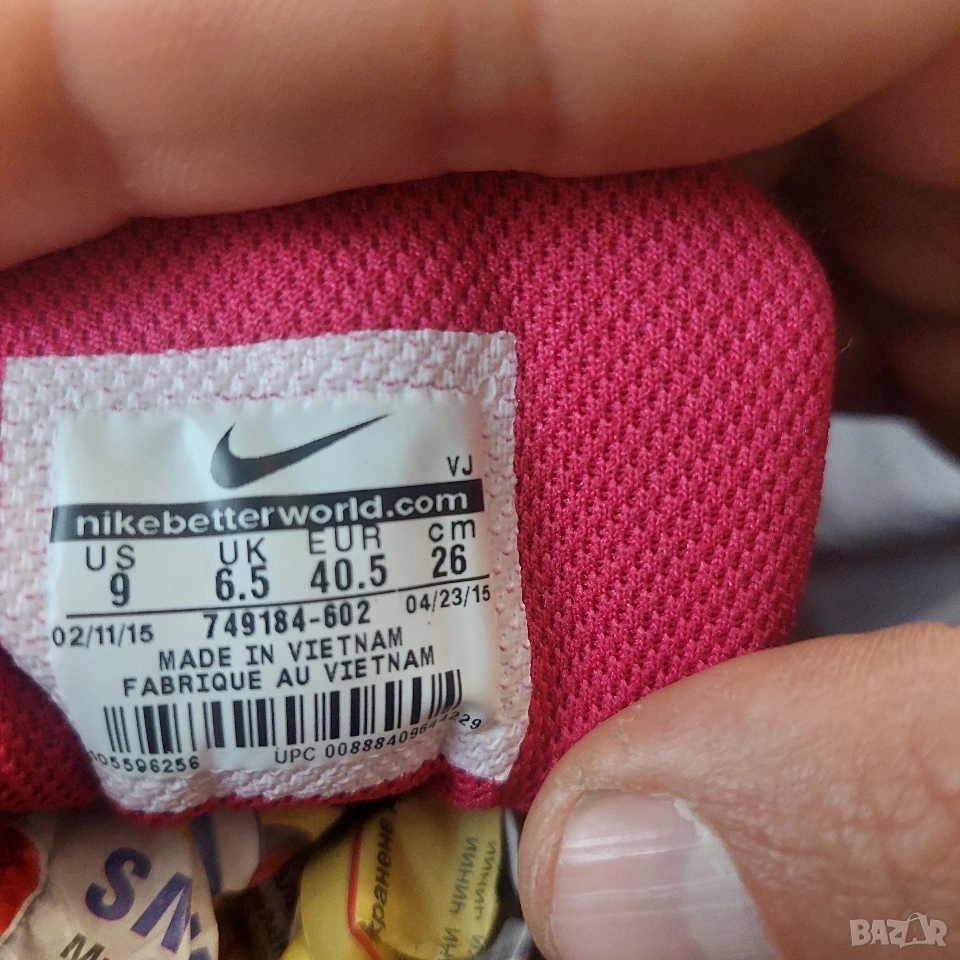 VJ
nikebetterworld.com
US UK EUR cm
9 6.5 40.5 26
02/11/15 749184-602 04/23/15
MADE IN VIETNAM
FABRIQUE AU VIETNAM
UPC 00888409644229
ЧИНИИ
BAZAR